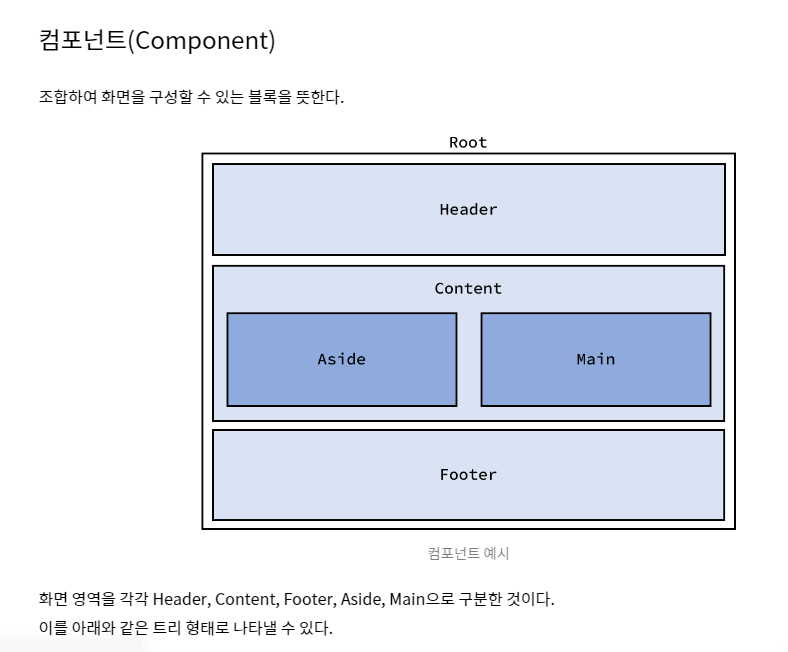 컴포넌트(Component)
조합하여 화면을 구성할 수 있는 블록을 뜻한다.
Root
Header
Content
Aside Main
Footer
컴포넌트 예시
화면 영역을 각각 Header, Content, Footer, Aside, Main으로 구분한 것이다.
이를 아래와 같은 트리 형태로 나타낼 수 있다.